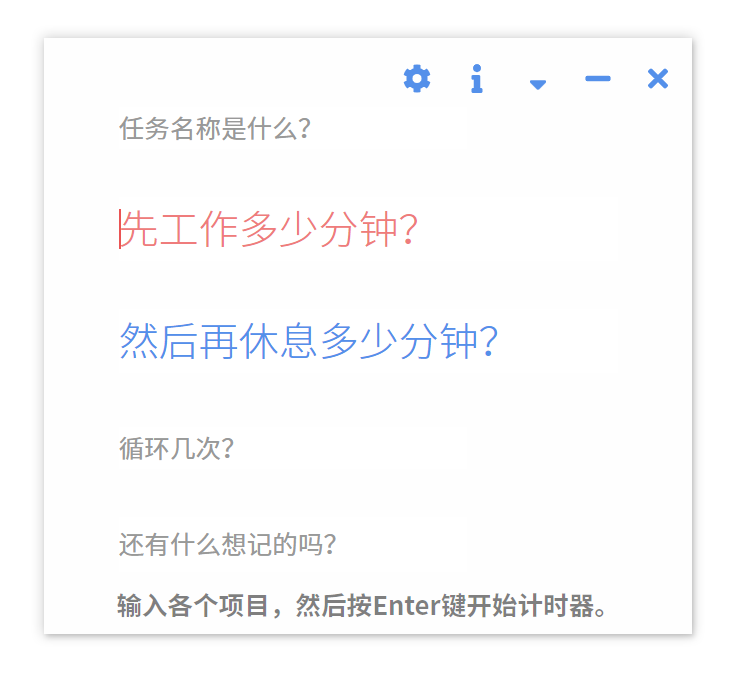 任务名称是什么?
先工作多少分钟?
然后再休息多少分钟?
循环几次?
还有什么想记的吗?
输入各个项目，然后按Enter键开始计时器。